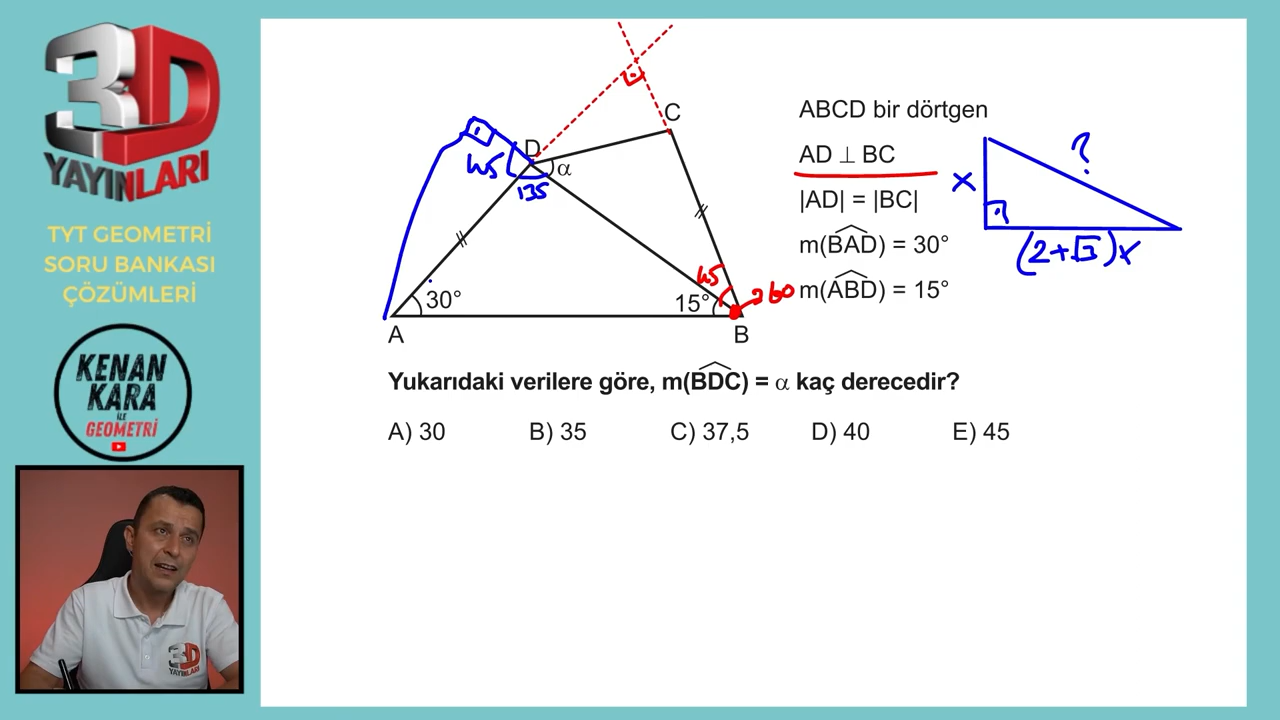 3D
YAYINLARI
TYT GEOMETRİ
SORU BANKASI
ÇÖZÜMLERİ
KENAN
KARA
İLE
GEOMETRİ
3D
YAYINLARI
C
D
α
45
135
30°
15°
45
60
A
B
ABCD bir dörtgen
AD ⊥ BC
|AD| = |BC|
m(BAD) = 30°
m(ABD) = 15°
x
?
(2+√3)x
Yukarıdaki verilere göre, m(BDC) = α kaç derecedir?
A) 30 B) 35 C) 37,5 D) 40 E) 45